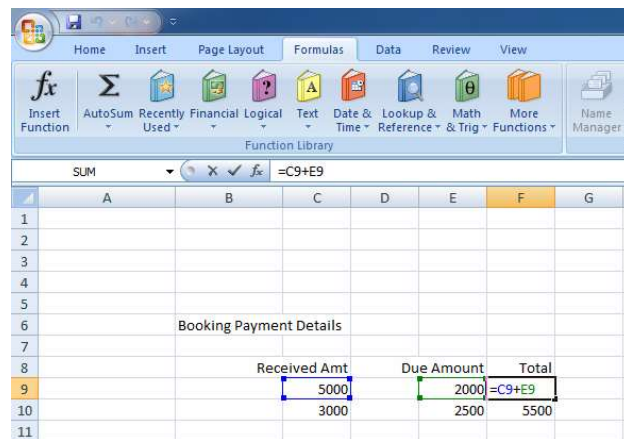 Home Insert Page Layout Formulas Data Review View
fx Σ ? A θ
Insert Function AutoSum Recently Used Financial Logical Text Date & Time Lookup & Reference Math & Trig More Functions Name Manager
Function Library
SUM fx =C9+E9
A B C D E F G
1
2
3
4
5
6 Booking Payment Details
7
8 Received Amt Due Amount Total
9 5000 2000 =C9+E9
10 3000 2500 5500
11